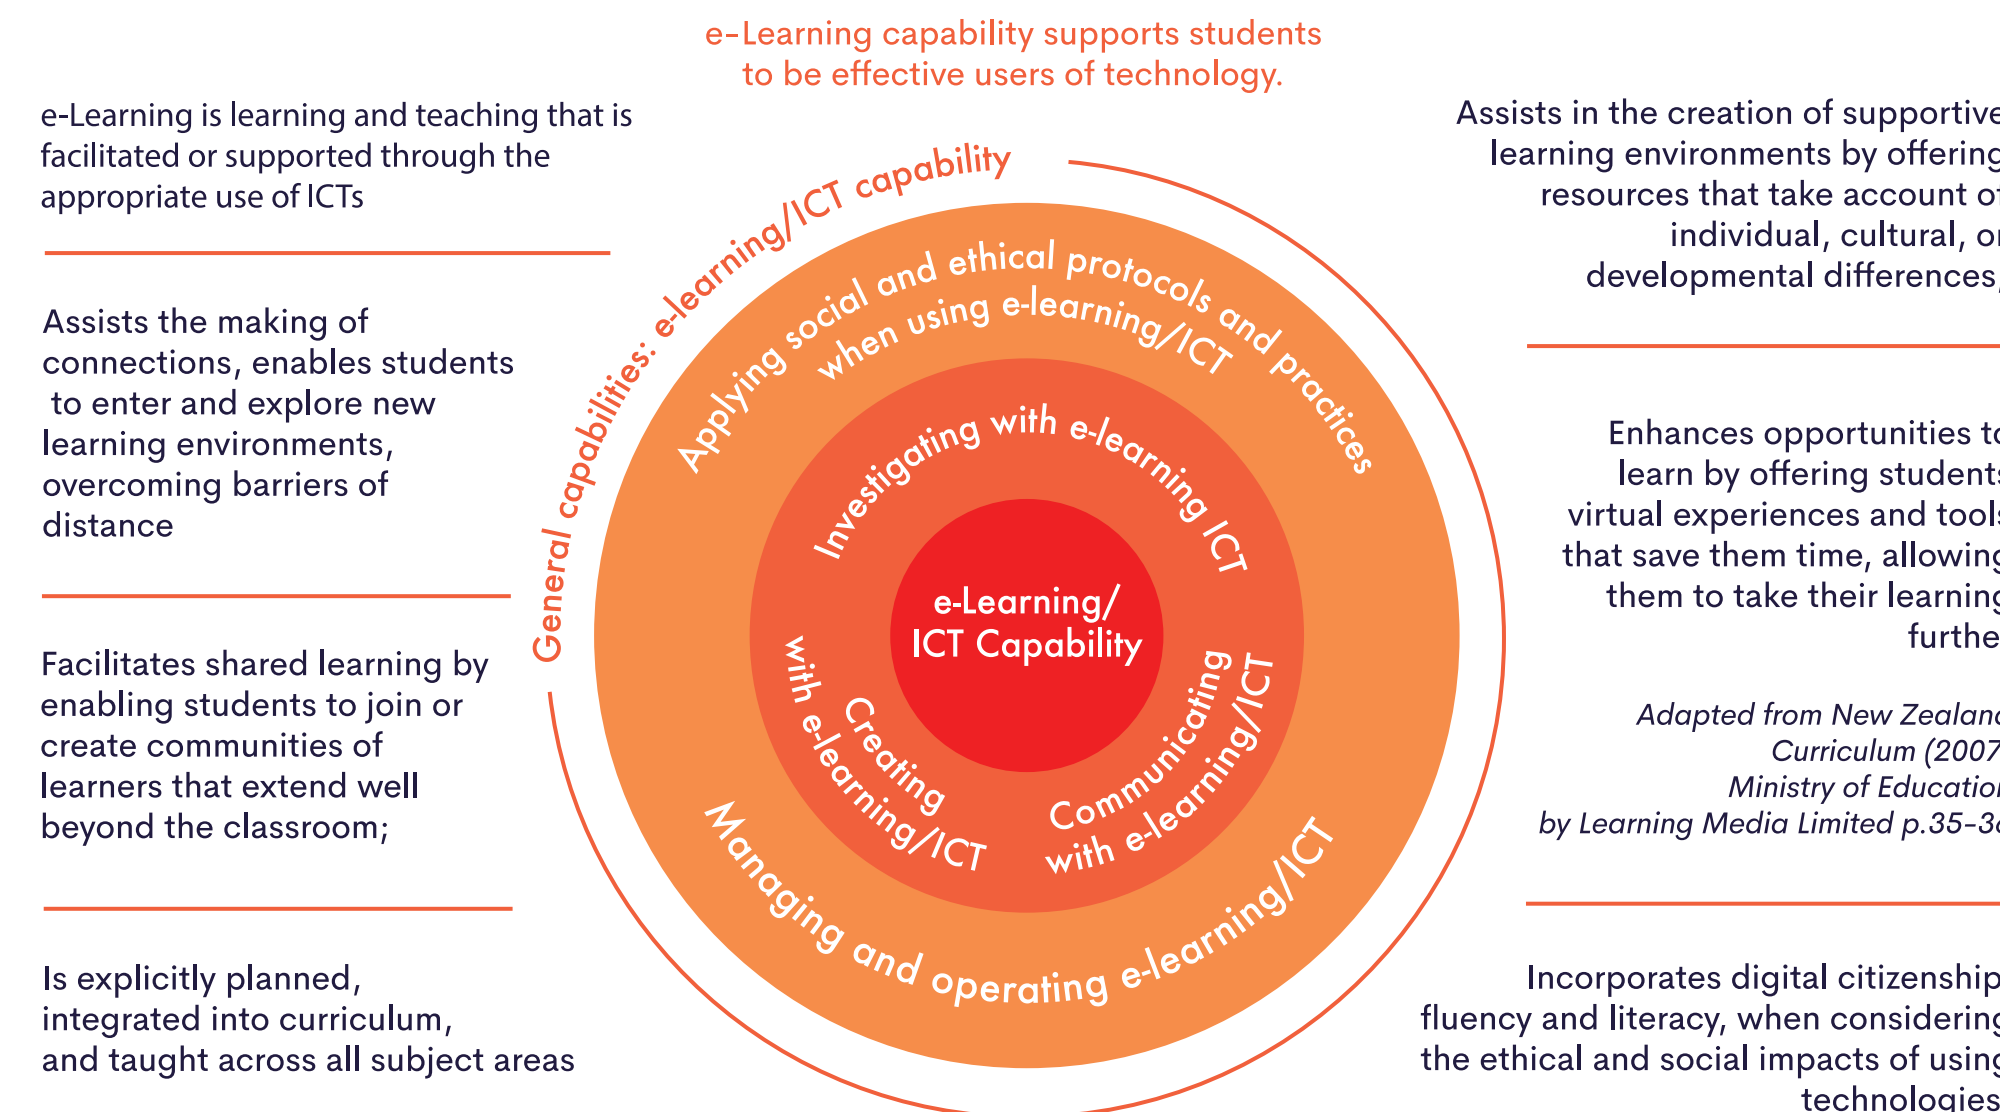 e-Learning capability supports students
to be effective users of technology.
e-Learning is learning and teaching that is
facilitated or supported through the
appropriate use of ICTs
Assists the making of
connections, enables students
to enter and explore new
learning environments,
overcoming barriers of
distance
Facilitates shared learning by
enabling students to join or
create communities of
learners that extend well
beyond the classroom;
Is explicitly planned,
integrated into curriculum,
and taught across all subject areas
General capabilities: e-learning/ICT capability
Applying social and ethical protocols and practices
when using e-learning/ICT
Investigating with e-learning ICT
e-Learning/
ICT Capability
Creating
with e-learning/ICT
Communicating
with e-learning/ICT
Managing and operating e-learning/ICT
Assists in the creation of supportive
learning environments by offering
resources that take account of
individual, cultural, or
developmental differences,
Enhances opportunities to
learn by offering students
virtual experiences and tools
that save them time, allowing
them to take their learning
furthe
Adapted from New Zealand
Curriculum (2007
Ministry of Education
by Learning Media Limited p.35-36
Incorporates digital citizenship
fluency and literacy, when considering
the ethical and social impacts of using
technologies